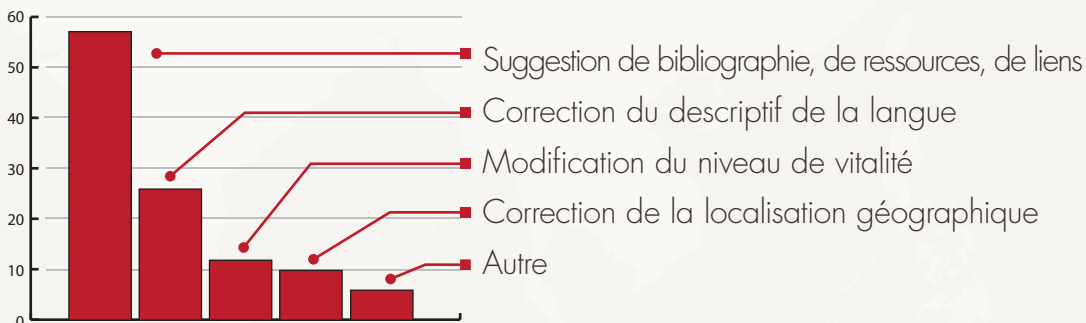 60
50
40
30
20
10
0
Suggestion de bibliographie, de ressources, de liens
Correction du descriptif de la langue
Modification du niveau de vitalité
Correction de la localisation géographique
Autre